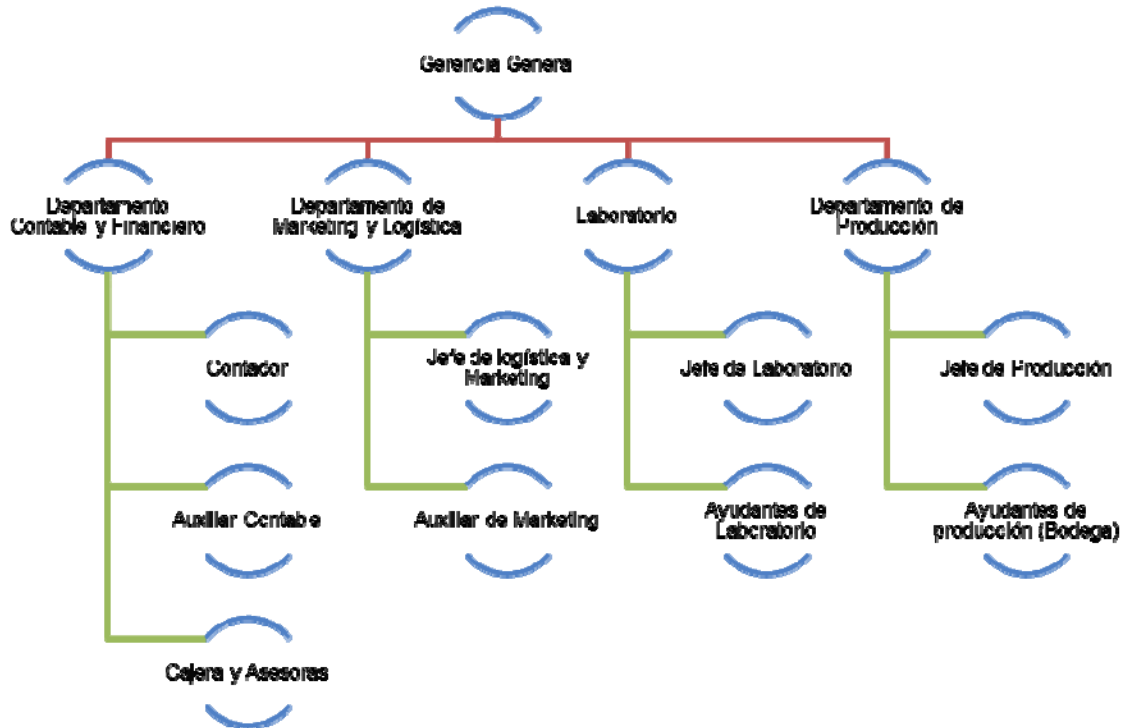 Gerencia Genera
Departamento
Contable y Financiero
Departamento de
Marketing y Logística
Laboratorio
Departamento de
Producción
Contador
Jefe de logística y
Marketing
Jefe de Laboratorio
Jefe de Producción
Auxiliar Contable
Auxiliar de Marketing
Ayudantes de
Laboratorio
Ayudantes de
producción (Bodega)
Cajera y Asesoras